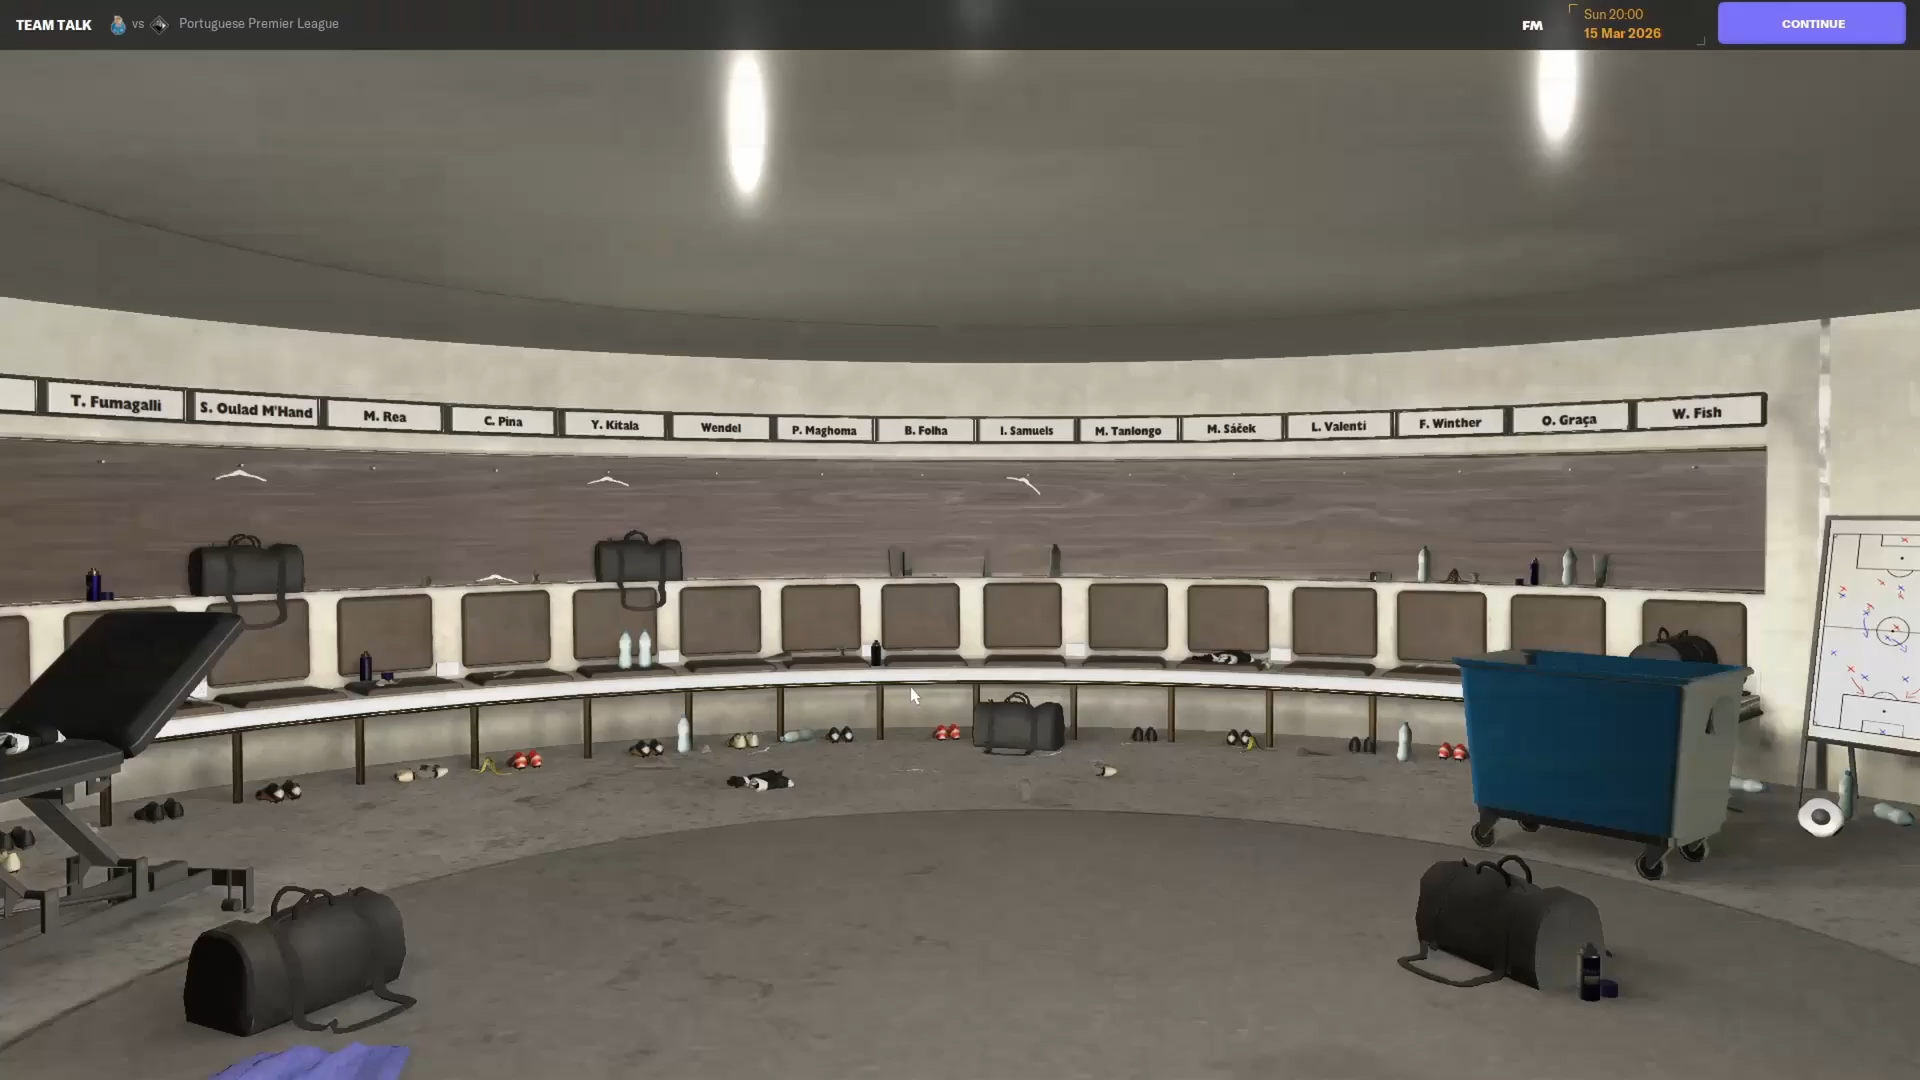 TEAM TALK
vs
Portuguese Premier League
FM
Sun 20:00
15 Mar 2026
CONTINUE
T. Fumagalli
S. Oulad M'Hand
M. Rea
C. Pina
Y. Kitala
Wendel
P. Maghoma
B. Folha
I. Samuels
M. Tanlongo
M. Sáček
L. Valenti
F. Winther
O. Graça
W. Fish